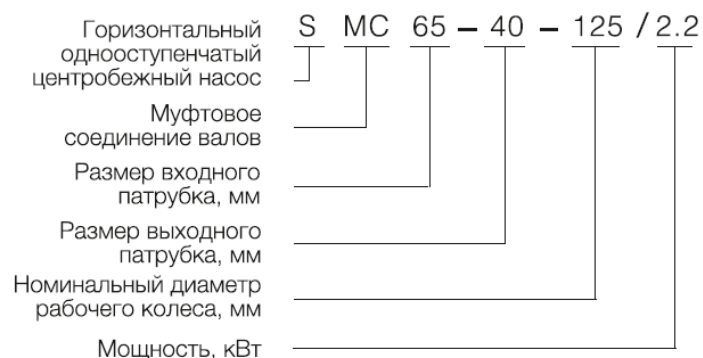 Горизонтальный
одноoступенчатый
центробежный насос
S MC 65 – 40 – 125 / 2.2
Муфтовое
соединение валов
Размер входного
патрубка, мм
Размер выходного
патрубка, мм
Номинальный диаметр
рабочего колеса, мм
Мощность, кВт